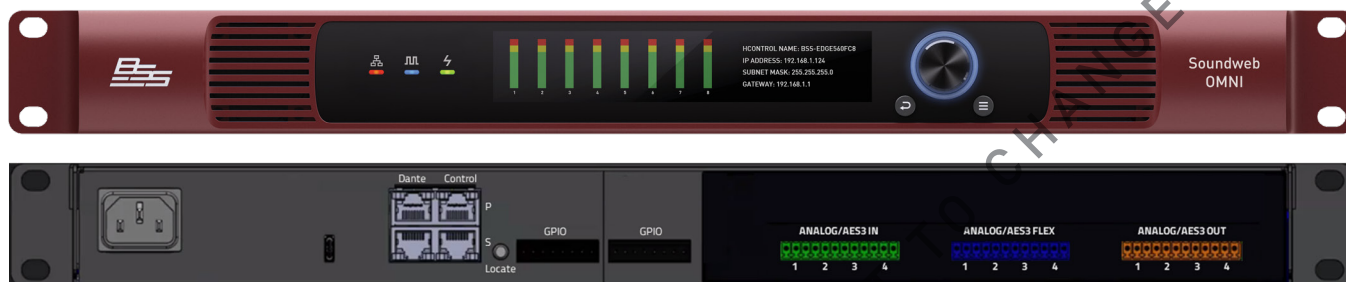 BSS
1 2 3 4 5 6 7 8
HCONTROL NAME: BSS-EDGE560FC8
IP ADDRESS: 192.168.1.124
SUBNET MASK: 255.255.255.0
GATEWAY: 192.168.1.1
Soundweb
OMNI
TO CHANGE
Dante Control
P
S
Locate
GPIO
GPIO
ANALOG/AES3 IN
1 2 3 4
ANALOG/AES3 FLEX
1 2 3 4
ANALOG/AES3 OUT
1 2 3 4